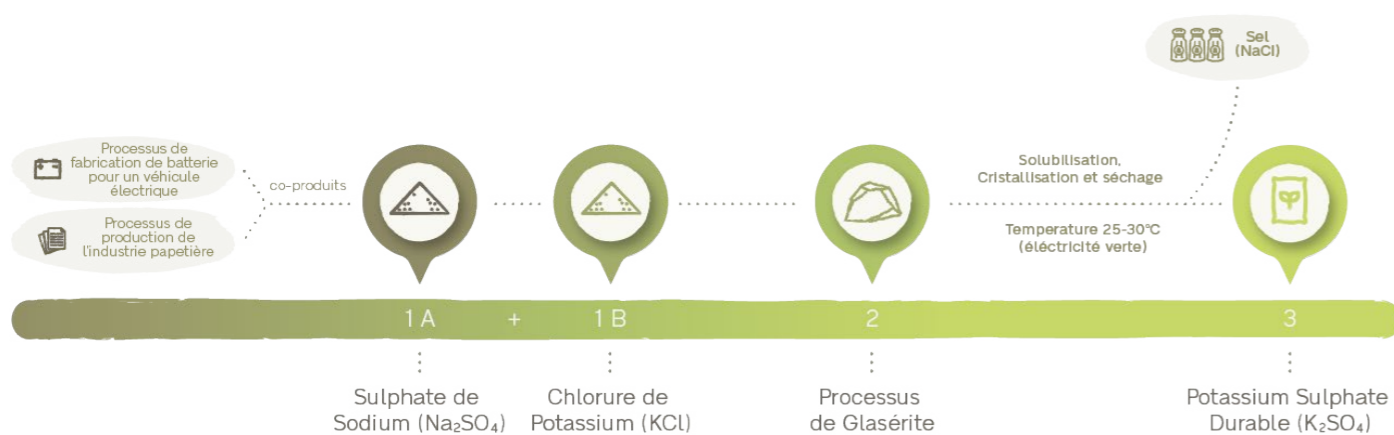 Sel
(NaCl)
Processus de
fabrication de batterie
pour un véhicule
électrique
co-produits
Processus de
production de
l'industrie papetière
Solubilisation,
Cristallisation et séchage
Temperature 25-30°C
(éléctricité verte)
1 A + 1 B 2 3
Sulphate de
Sodium (Na₂SO₄)
Chlorure de
Potassium (KCl)
Processus
de Glasérite
Potassium Sulphate
Durable (K₂SO₄)